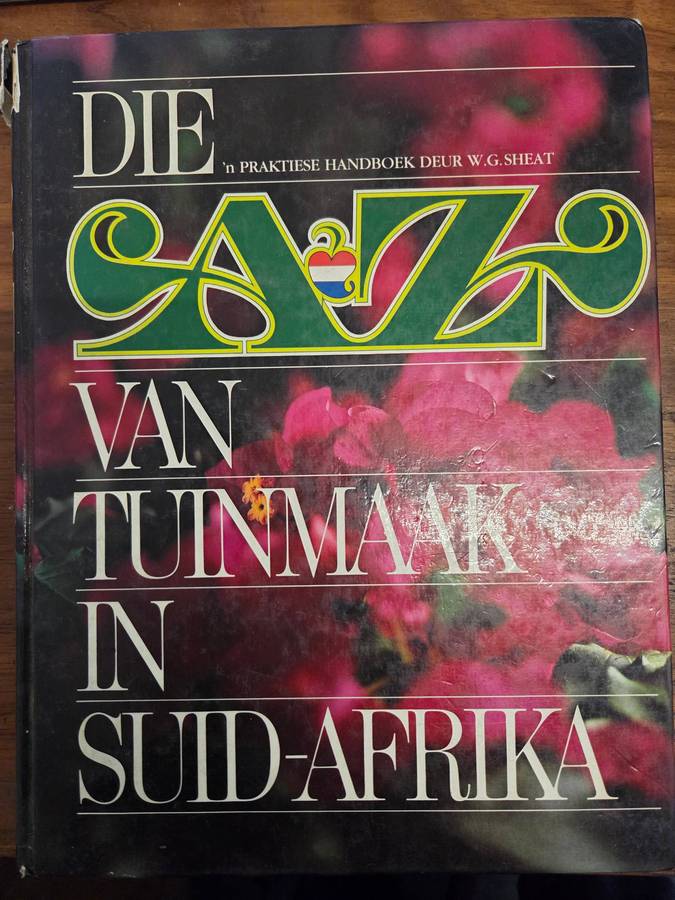 DIE
'n PRAKTIESE HANDBOEK DEUR W.G.SHEAT
A-Z
VAN
TUINMAAK
IN
SUID-AFRIKA